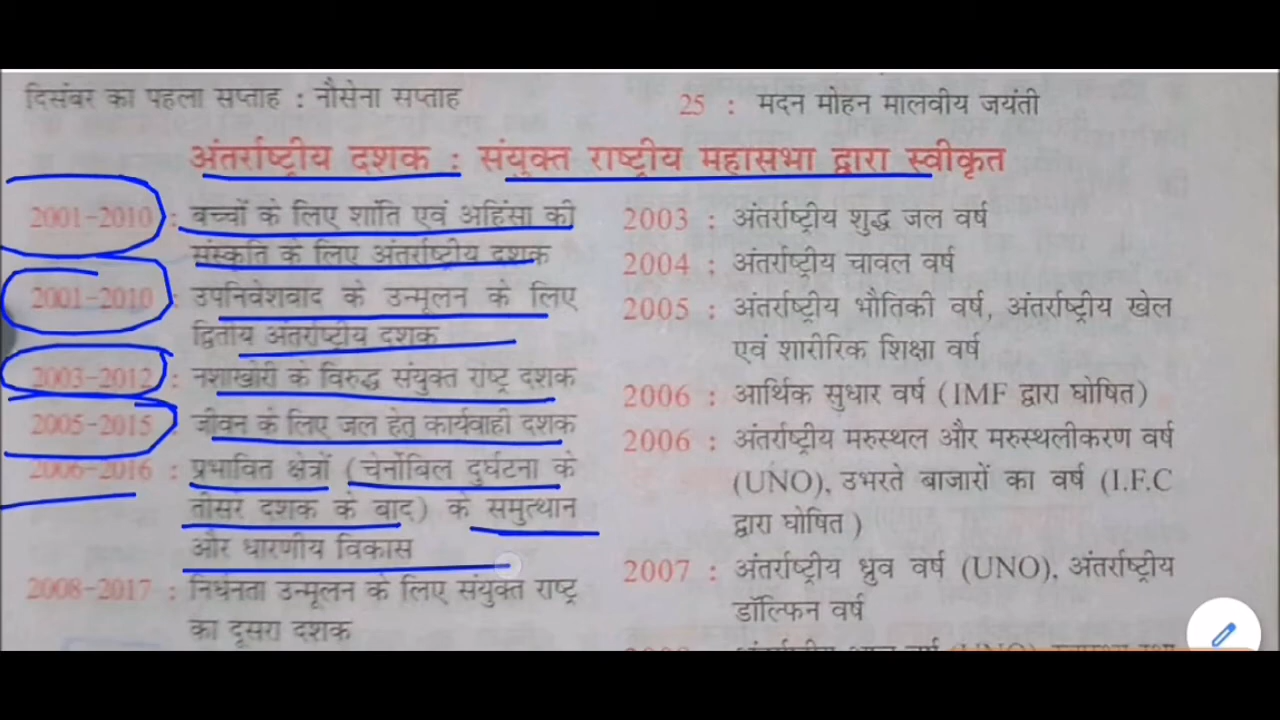 दिसंबर का पहला सप्ताह : नौसेना सप्ताह
25 : मदन मोहन मालवीय जयंती
अंतर्राष्ट्रीय दशक : संयुक्त राष्ट्रीय महासभा द्वारा स्वीकृत
2001-2010 : बच्चों के लिए शांति एवं अहिंसा की
संस्कृति के लिए अंतर्राष्ट्रीय दशक
2001-2010 : उपनिवेशवाद के उन्मूलन के लिए
द्वितीय अंतर्राष्ट्रीय दशक
2003-2012 : नशाखोरी के विरुद्ध संयुक्त राष्ट्र दशक
2005-2015 : जीवन के लिए जल हेतु कार्यवाही दशक
2006-2016 : प्रभावित क्षेत्रों (चेर्नोबिल दुर्घटना के
तीसरे दशक के बाद) के समुत्थान
और धारणीय विकास
2008-2017 : निर्धनता उन्मूलन के लिए संयुक्त राष्ट्र
का दूसरा दशक
2003 : अंतर्राष्ट्रीय शुद्ध जल वर्ष
2004 : अंतर्राष्ट्रीय चावल वर्ष
2005 : अंतर्राष्ट्रीय भौतिकी वर्ष, अंतर्राष्ट्रीय खेल
एवं शारीरिक शिक्षा वर्ष
2006 : आर्थिक सुधार वर्ष (IMF द्वारा घोषित)
2006 : अंतर्राष्ट्रीय मरुस्थल और मरुस्थलीकरण वर्ष
(UNO), उभरते बाजारों का वर्ष (I.F.C
द्वारा घोषित )
2007 : अंतर्राष्ट्रीय ध्रुव वर्ष (UNO), अंतर्राष्ट्रीय
डॉल्फिन वर्ष